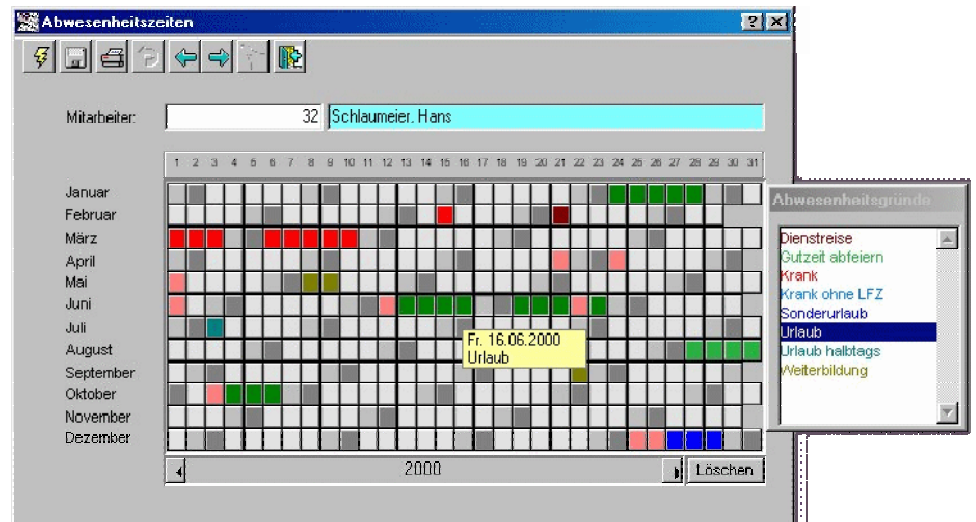 Abwesenheitszeiten
Mitarbeiter: 32 Schlaumeier, Hans
1 2 3 4 5 6 7 8 9 10 11 12 13 14 15 16 17 18 19 20 21 22 23 24 25 26 27 28 29 30 31
Januar
Februar
März
April
Mai
Juni
Juli
August
September
Oktober
November
Dezember
Fr. 16.06.2000
Urlaub
2000
Löschen
Abwesenheitsgründe
Dienstreise
Gutzeit abfeiern
Krank
Krank ohne LFZ
Sonderurlaub
Urlaub
Urlaub halbtags
Weiterbildung